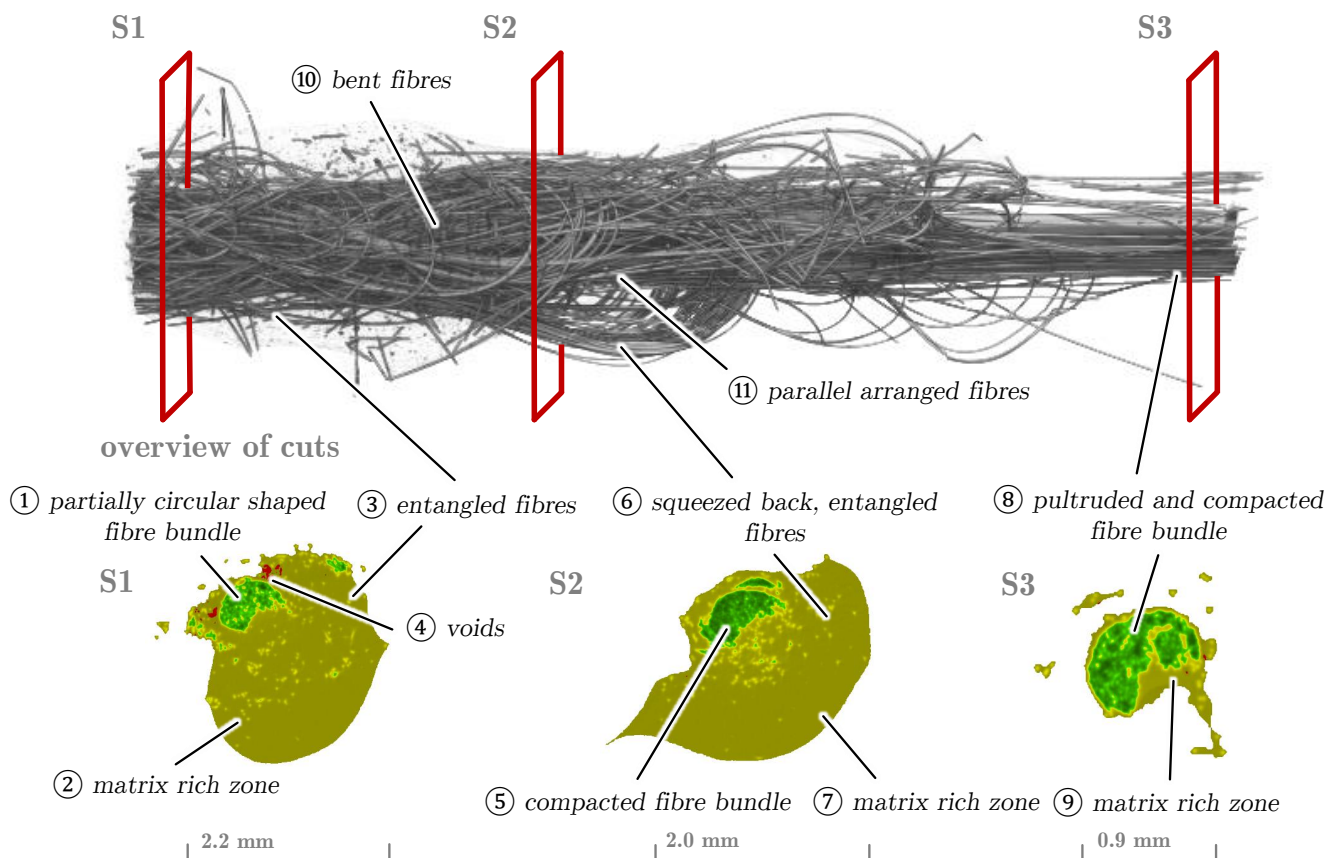 S1
S2
S3
⑩ bent fibres
⑪ parallel arranged fibres
overview of cuts
① partially circular shaped
fibre bundle
③ entangled fibres
⑥ squeezed back, entangled
fibres
⑧ pultruded and compacted
fibre bundle
S1
S2
S3
④ voids
② matrix rich zone
⑤ compacted fibre bundle
⑦ matrix rich zone
⑨ matrix rich zone
2.2 mm
2.0 mm
0.9 mm